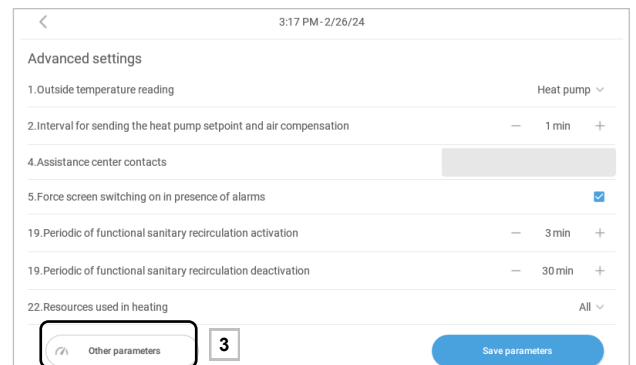 3:17 PM-2/26/24
Advanced settings
1.Outside temperature reading Heat pump
2.Interval for sending the heat pump setpoint and air compensation — 1 min +
4.Assistance center contacts
5.Force screen switching on in presence of alarms
19.Periodic of functional sanitary recirculation activation — 3 min +
19.Periodic of functional sanitary recirculation deactivation — 30 min +
22.Resources used in heating All
Other parameters 3 Save parameters